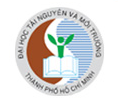 ĐẠI HỌC TÀI NGUYÊN VÀ MÔI TRƯỜNG
THÀNH PHỐ HỒ CHÍ MINH